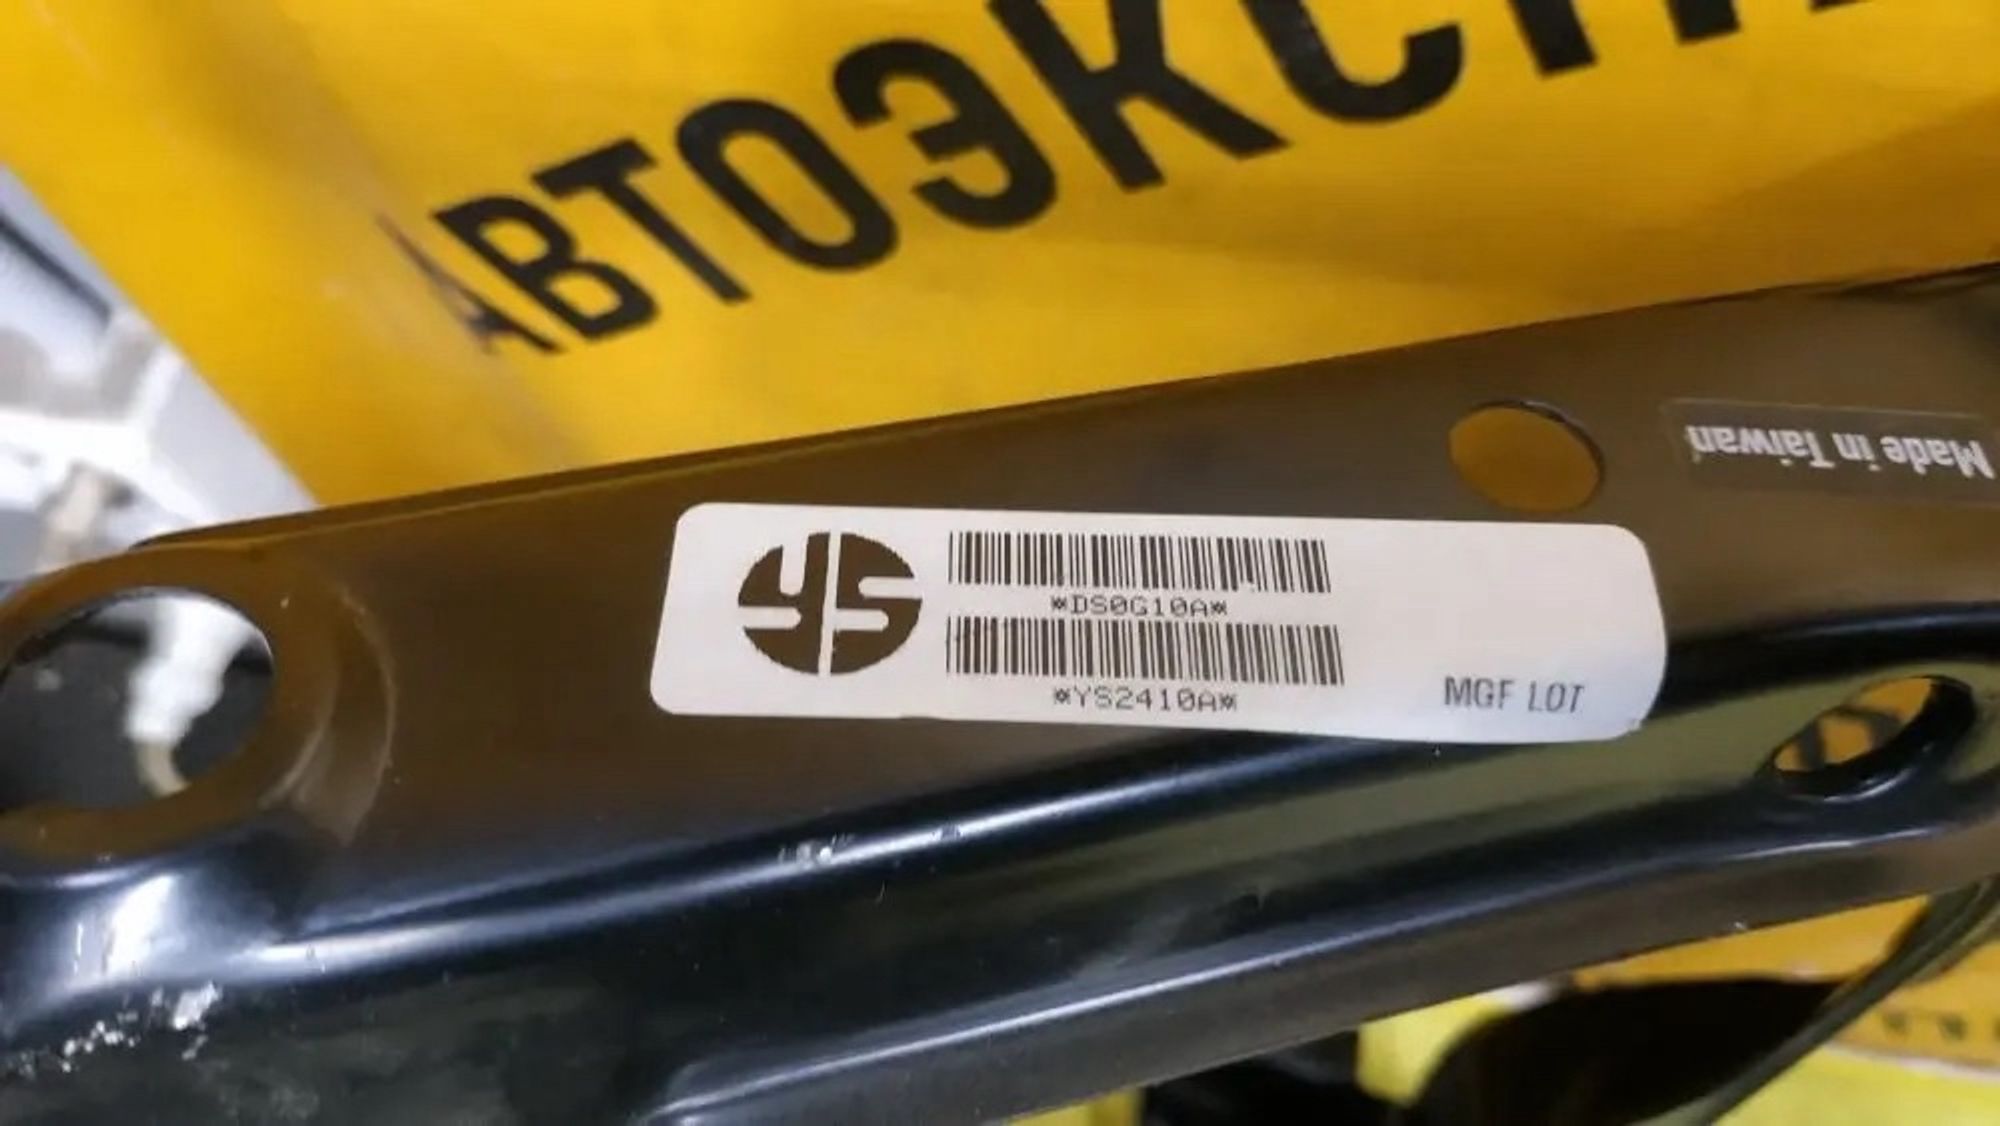 АВТОЭКСП
Made in Taiwan
YS
*DS0G10A*
*YS2410A*
MGF LOT